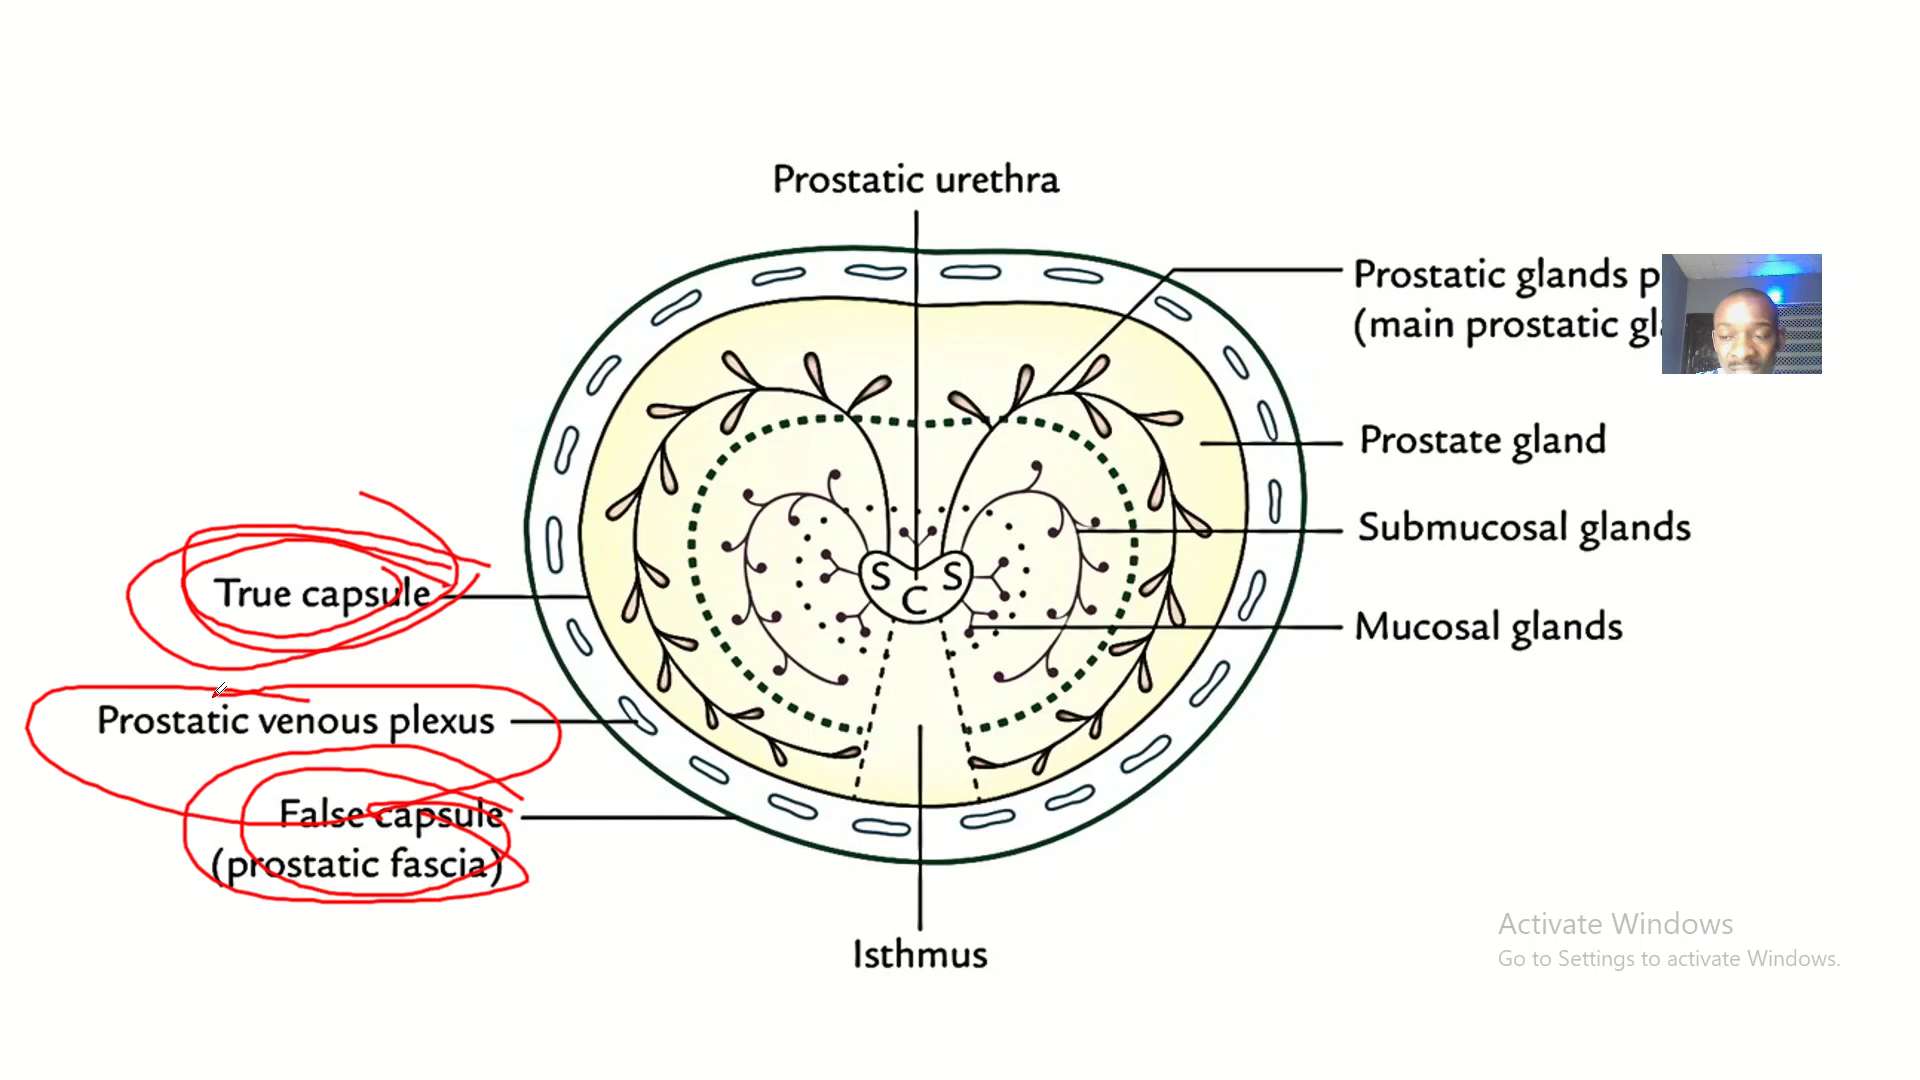 Prostatic urethra
Prostatic glands
(main prostatic
Prostate gland
Submucosal glands
True capsule
S S
C
Mucosal glands
Prostatic venous plexus
False capsule
(prostatic fascia)
Isthmus
Activate Windows
Go to Settings to activate Windows.